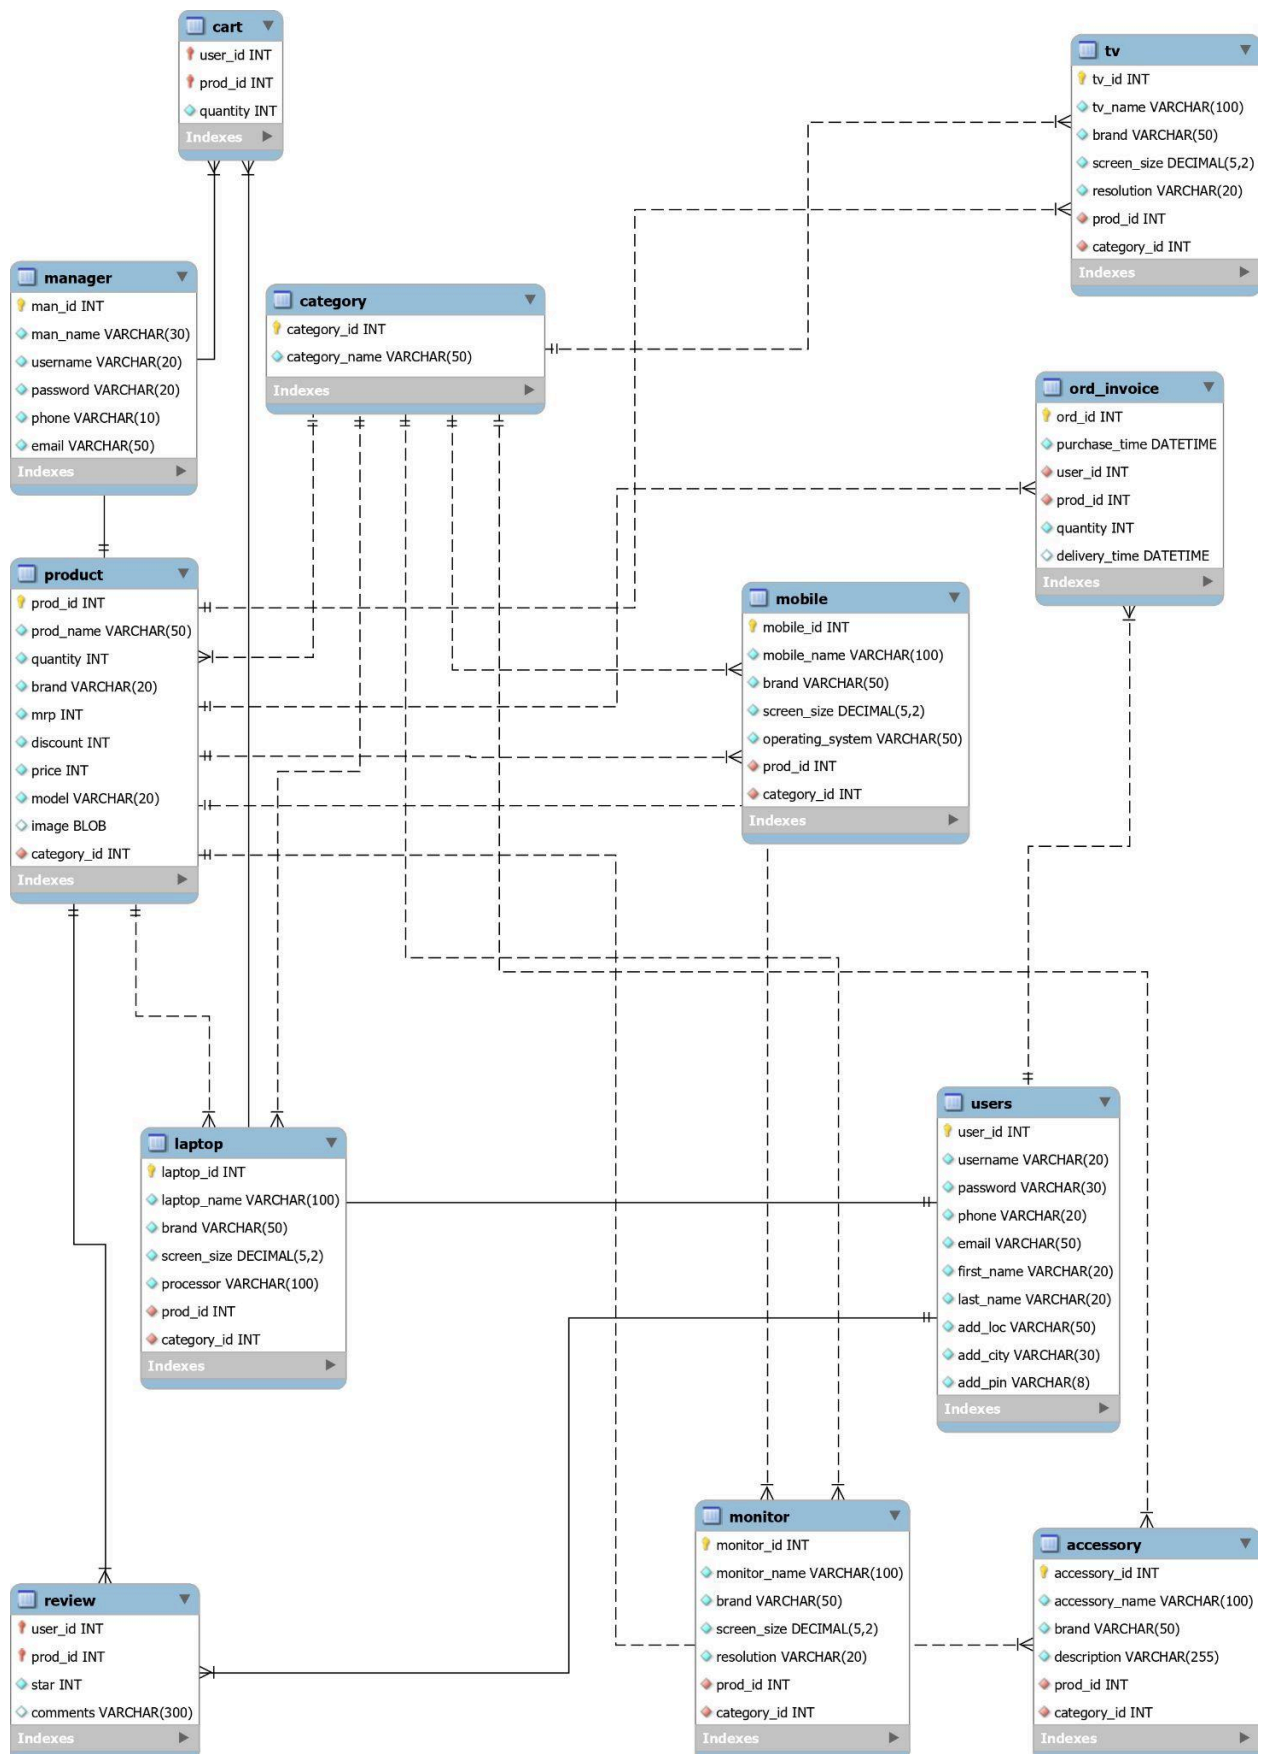 cart
user_id INT
prod_id INT
quantity INT
Indexes
tv
tv_id INT
tv_name VARCHAR(100)
brand VARCHAR(50)
screen_size DECIMAL(5,2)
resolution VARCHAR(20)
prod_id INT
category_id INT
Indexes
manager
man_id INT
man_name VARCHAR(30)
username VARCHAR(20)
password VARCHAR(20)
phone VARCHAR(10)
email VARCHAR(50)
Indexes
category
category_id INT
category_name VARCHAR(50)
Indexes
ord_invoice
ord_id INT
purchase_time DATETIME
user_id INT
prod_id INT
quantity INT
delivery_time DATETIME
Indexes
product
prod_id INT
prod_name VARCHAR(50)
quantity INT
brand VARCHAR(20)
mrp INT
discount INT
price INT
model VARCHAR(20)
image BLOB
category_id INT
Indexes
mobile
mobile_id INT
mobile_name VARCHAR(100)
brand VARCHAR(50)
screen_size DECIMAL(5,2)
operating_system VARCHAR(50)
prod_id INT
category_id INT
Indexes
users
user_id INT
username VARCHAR(20)
password VARCHAR(30)
phone VARCHAR(20)
email VARCHAR(50)
first_name VARCHAR(20)
last_name VARCHAR(20)
add_loc VARCHAR(50)
add_city VARCHAR(30)
add_pin VARCHAR(8)
Indexes
laptop
laptop_id INT
laptop_name VARCHAR(100)
brand VARCHAR(50)
screen_size DECIMAL(5,2)
processor VARCHAR(100)
prod_id INT
category_id INT
Indexes
review
user_id INT
prod_id INT
star INT
comments VARCHAR(300)
Indexes
monitor
monitor_id INT
monitor_name VARCHAR(100)
brand VARCHAR(50)
screen_size DECIMAL(5,2)
resolution VARCHAR(20)
prod_id INT
category_id INT
Indexes
accessory
accessory_id INT
accessory_name VARCHAR(100)
brand VARCHAR(50)
description VARCHAR(255)
prod_id INT
category_id INT
Indexes